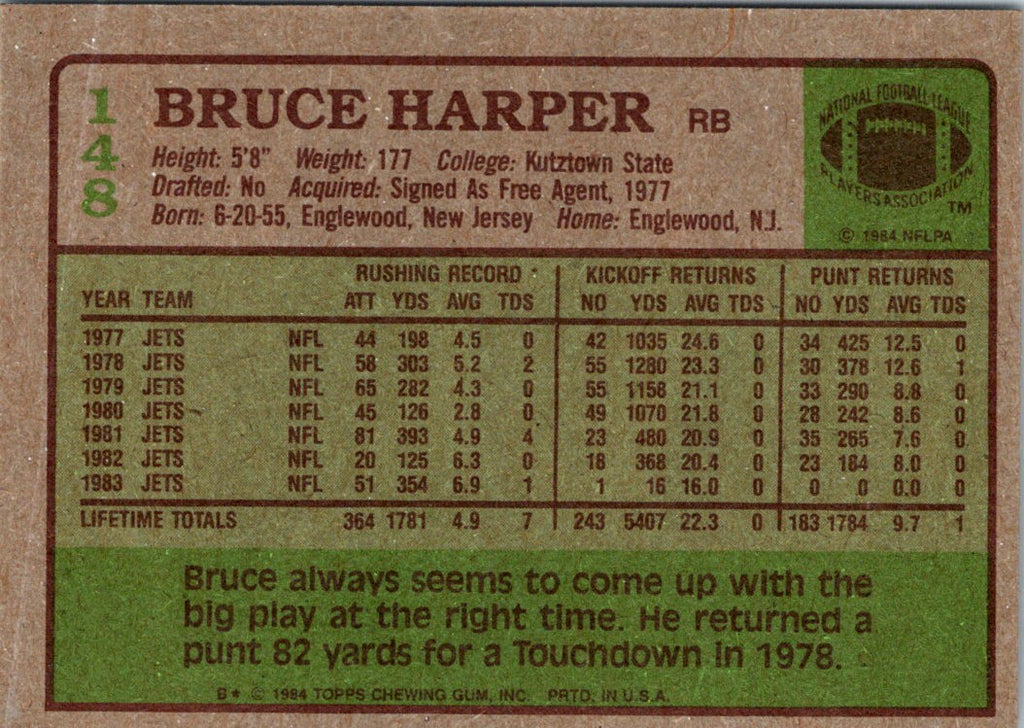 148
BRUCE HARPER RB
Height: 5'8" Weight: 177 College: Kutztown State
Drafted: No Acquired: Signed As Free Agent, 1977
Born: 6-20-55, Englewood, New Jersey Home: Englewood, N.J.
NATIONAL FOOTBALL LEAGUE
PLAYERS ASSOCIATION
TM
© 1984 NFLPA
RUSHING RECORD KICKOFF RETURNS PUNT RETURNS
YEAR TEAM ATT YDS AVG TDS NO YDS AVG TDS NO YDS AVG TDS
1977 JETS NFL 44 198 4.5 0 42 1035 24.6 0 34 425 12.5 0
1978 JETS NFL 58 303 5.2 2 55 1280 23.3 0 30 378 12.6 1
1979 JETS NFL 65 282 4.3 0 55 1158 21.1 0 33 290 8.8 0
1980 JETS NFL 45 126 2.8 0 49 1070 21.8 0 28 242 8.6 0
1981 JETS NFL 81 393 4.9 4 23 480 20.9 0 35 265 7.6 0
1982 JETS NFL 20 125 6.3 0 18 368 20.4 0 23 184 8.0 0
1983 JETS NFL 51 354 6.9 1 1 16 16.0 0 0 0 0.0 0
LIFETIME TOTALS 364 1781 4.9 7 243 5407 22.3 0 183 1784 9.7 1
Bruce always seems to come up with the
big play at the right time. He returned a
punt 82 yards for a Touchdown in 1978.
B★ © 1984 TOPPS CHEWING GUM, INC. PRTD. IN U.S.A.